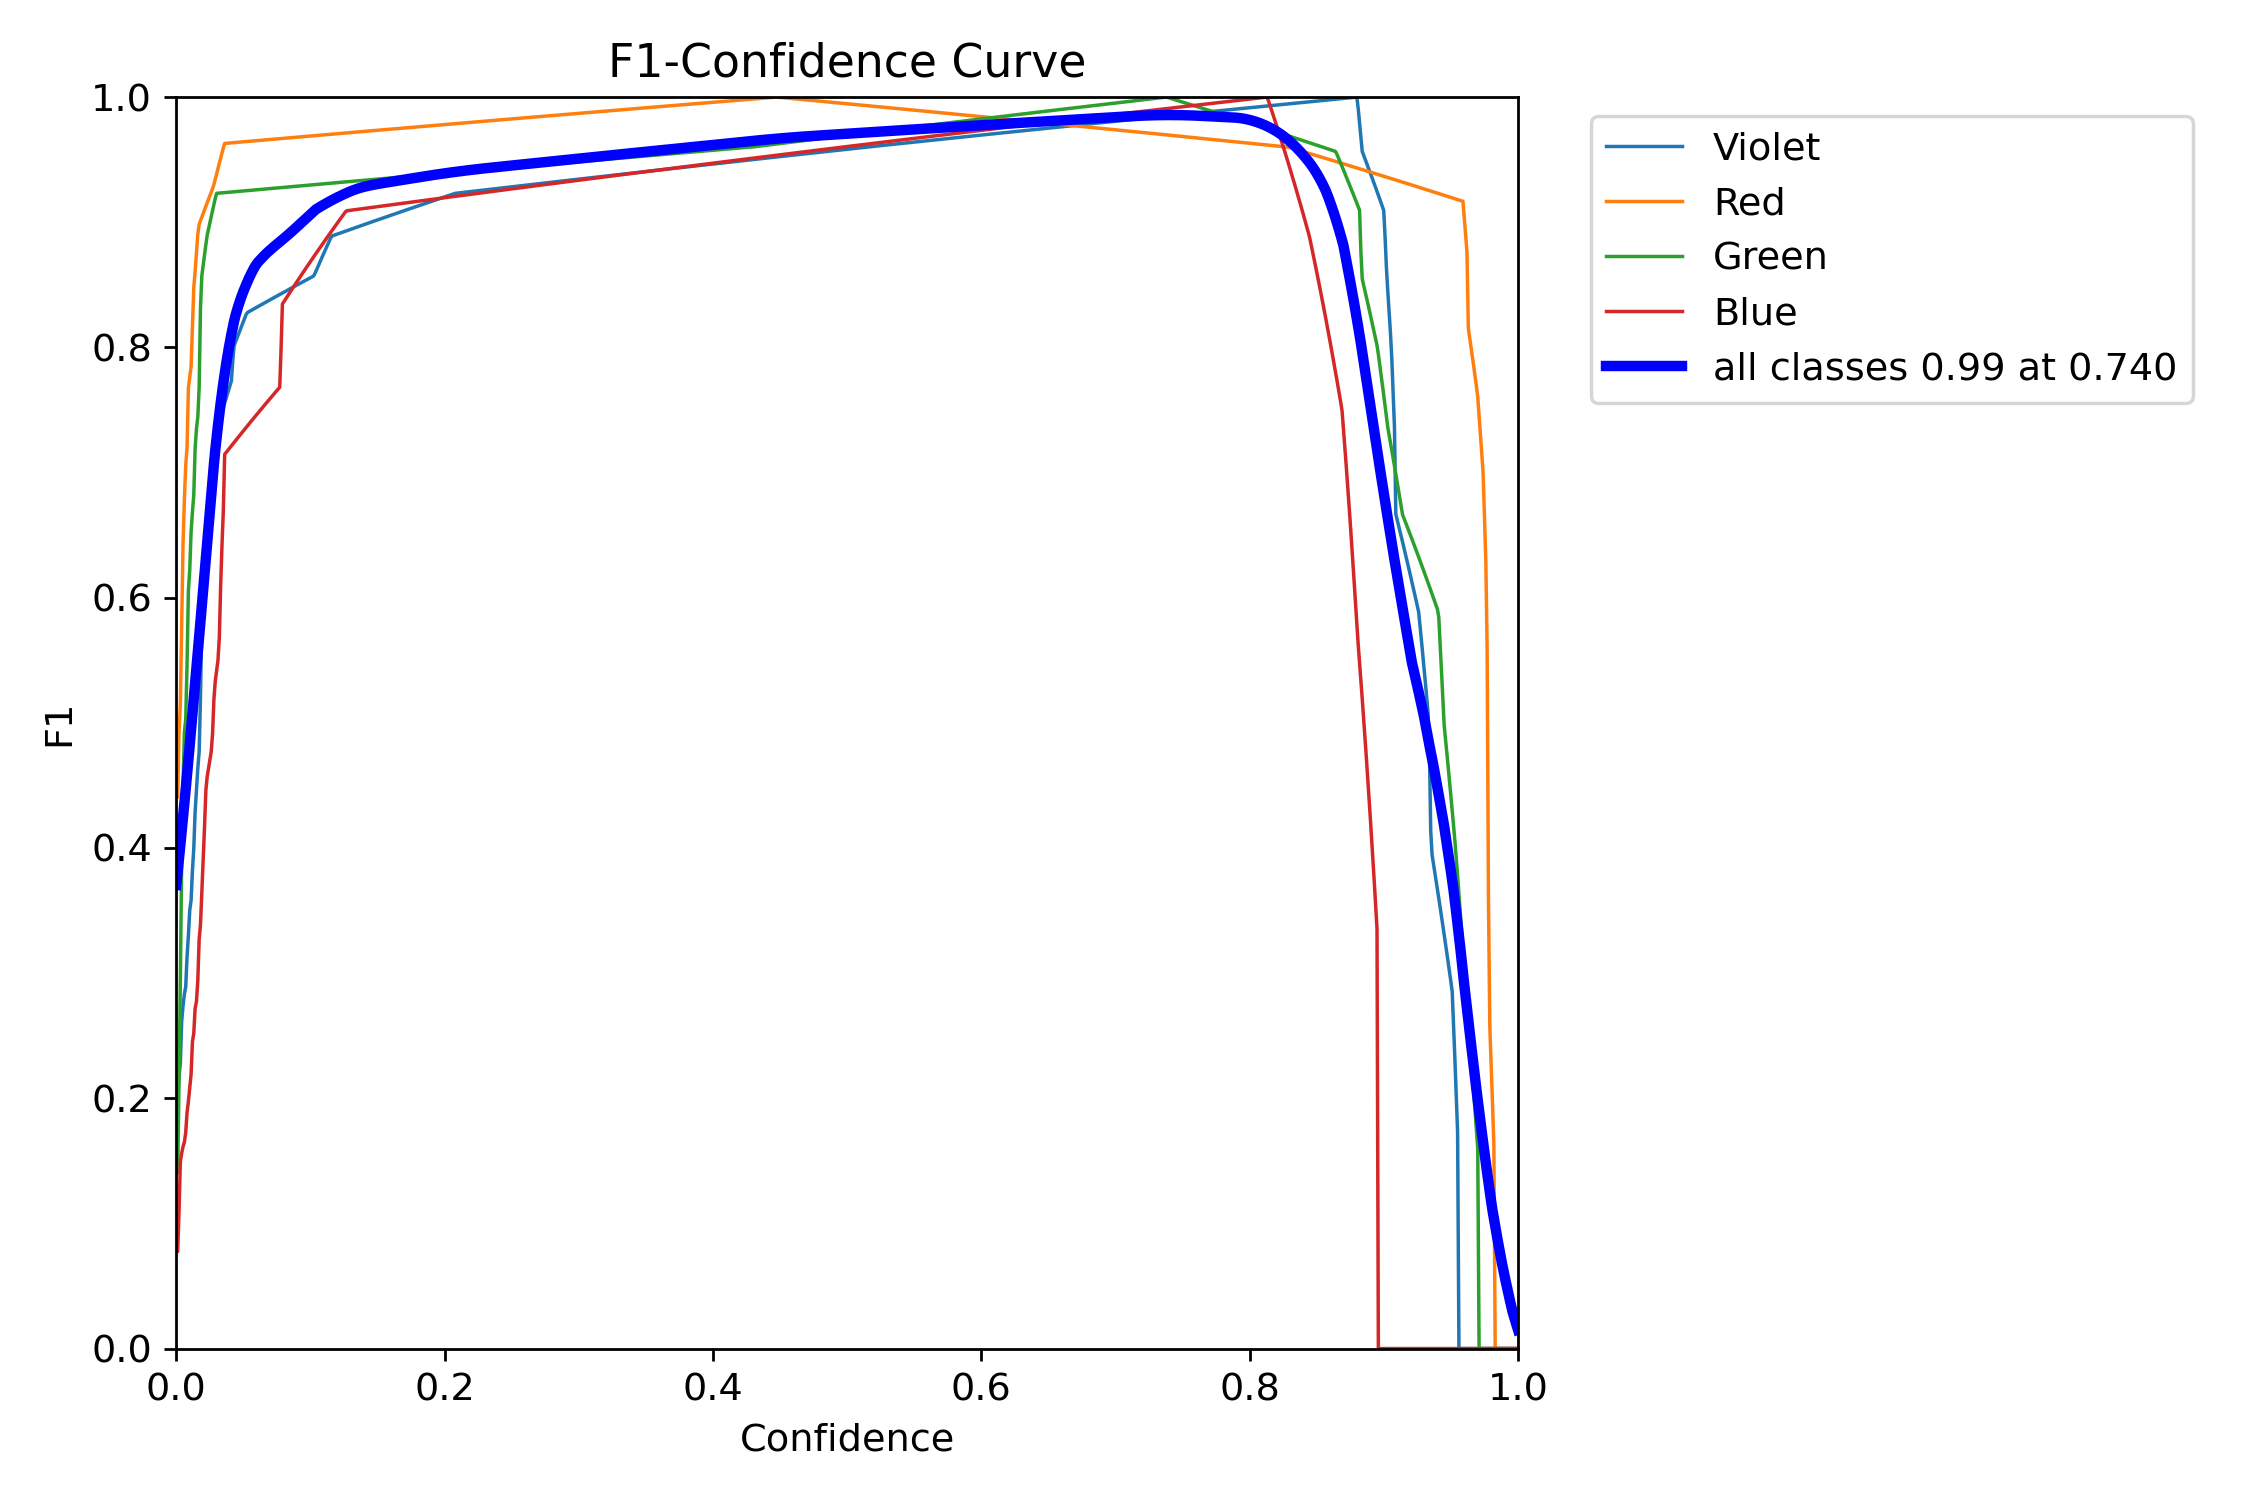 F1-Confidence Curve
1.0
0.8
0.6
0.4
0.2
0.0
F1
0.0 0.2 0.4 0.6 0.8 1.0
Confidence
Violet
Red
Green
Blue
all classes 0.99 at 0.740